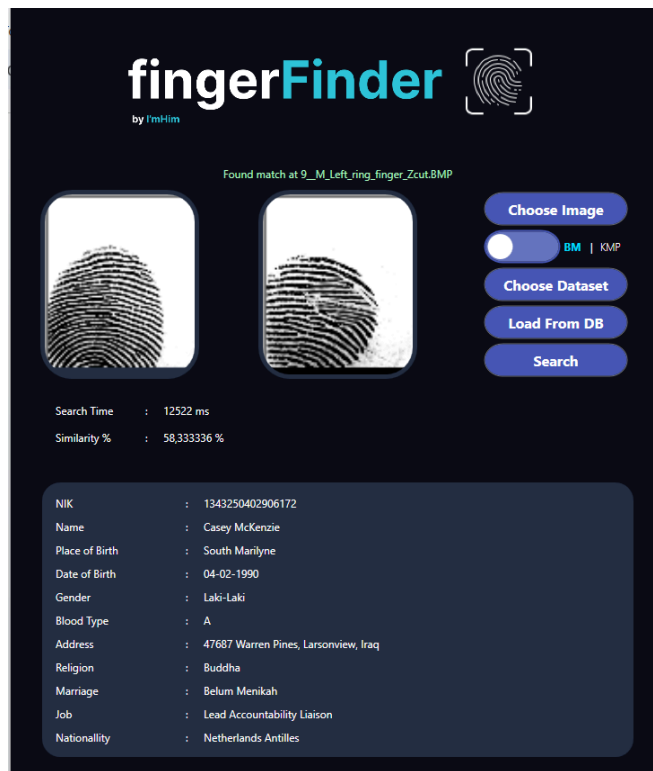 fingerFinder
by I'mHim
Found match at 9__M_Left_ring_finger_Zcut.BMP
Choose Image
BM | KMP
Choose Dataset
Load From DB
Search
Search Time : 12522 ms
Similarity % : 58,333336 %
NIK : 1343250402906172
Name : Casey McKenzie
Place of Birth : South Marilyne
Date of Birth : 04-02-1990
Gender : Laki-Laki
Blood Type : A
Address : 47687 Warren Pines, Larsonview, Iraq
Religion : Buddha
Marriage : Belum Menikah
Job : Lead Accountability Liaison
Nationallity : Netherlands Antilles